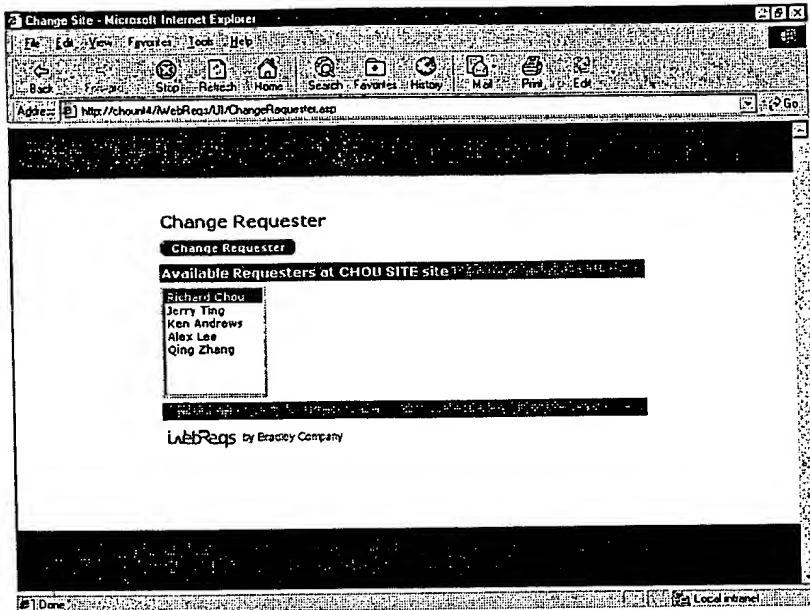 Change Site - Microsoft Internet Explorer
File Edit View Favorites Tools Help
Back Forward Stop Refresh Home Search Favorites History Mail Print Edit
Address http://chount4/iWebReqs/UI/ChangeRequester.asp Go
Change Requester
Change Requester
Available Requesters at CHOU SITE site
Richard Chou
Jerry Ting
Ken Andrews
Alex Lee
Qing Zhang
iWebReqs by Bradley Company
Done Local intranet